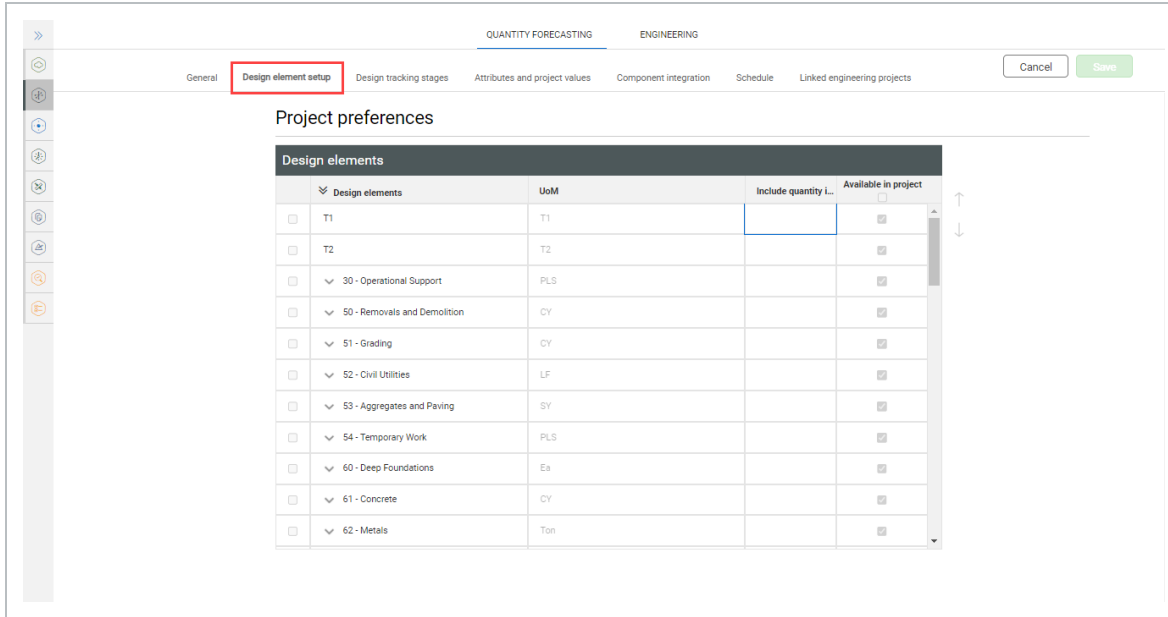 QUANTITY FORECASTING ENGINEERING
General Design element setup Design tracking stages Attributes and project values Component integration Schedule Linked engineering projects Cancel Save
Project preferences
Design elements
Design elements UoM Include quantity i... Available in project
T1 T1
T2 T2
30 - Operational Support PLS
50 - Removals and Demolition CY
51 - Grading CY
52 - Civil Utilities LF
53 - Aggregates and Paving SY
54 - Temporary Work PLS
60 - Deep Foundations Ea
61 - Concrete CY
62 - Metals Ton